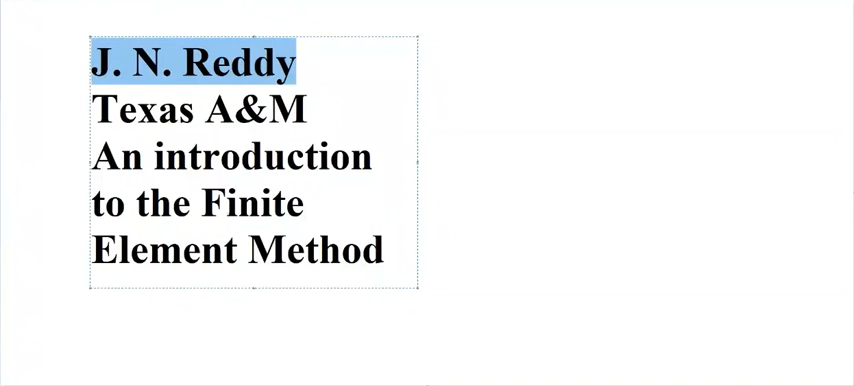 J. N. Reddy
Texas A&M
An introduction
to the Finite
Element Method